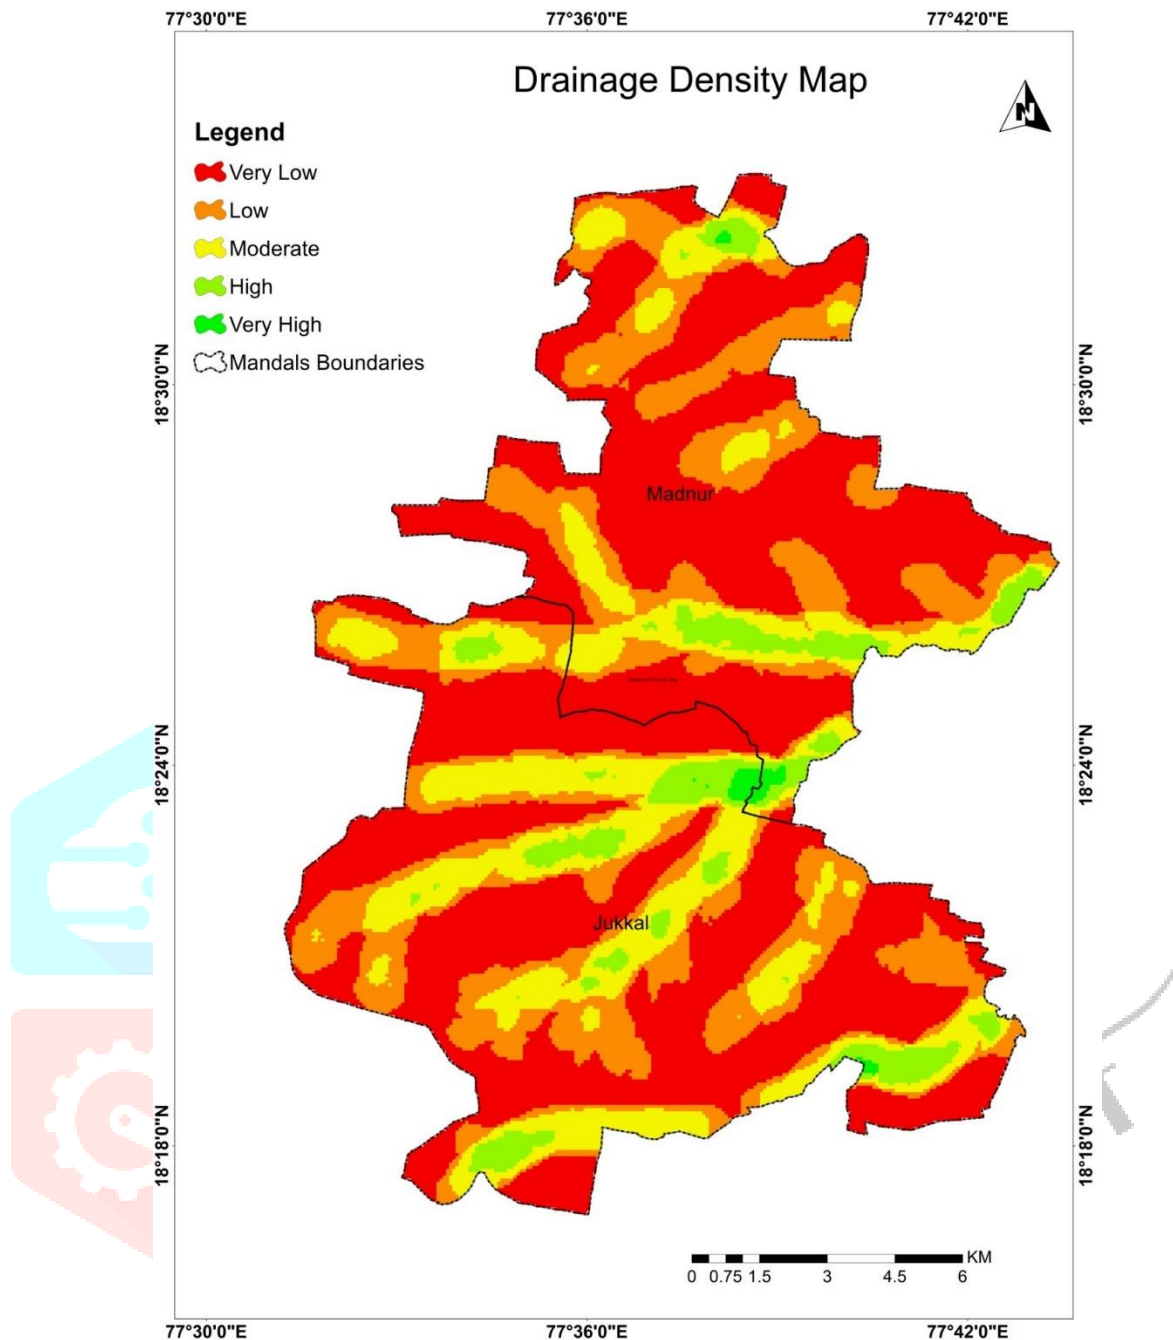 77°30'0"E 77°36'0"E 77°42'0"E
Drainage Density Map
N
Legend
Very Low
Low
Moderate
High
Very High
Mandals Boundaries
18°30'0"N 18°30'0"N
Madnur
18°24'0"N 18°24'0"N
Jukkal
18°18'0"N 18°18'0"N
KM
0 0.75 1.5 3 4.5 6
77°30'0"E 77°36'0"E 77°42'0"E